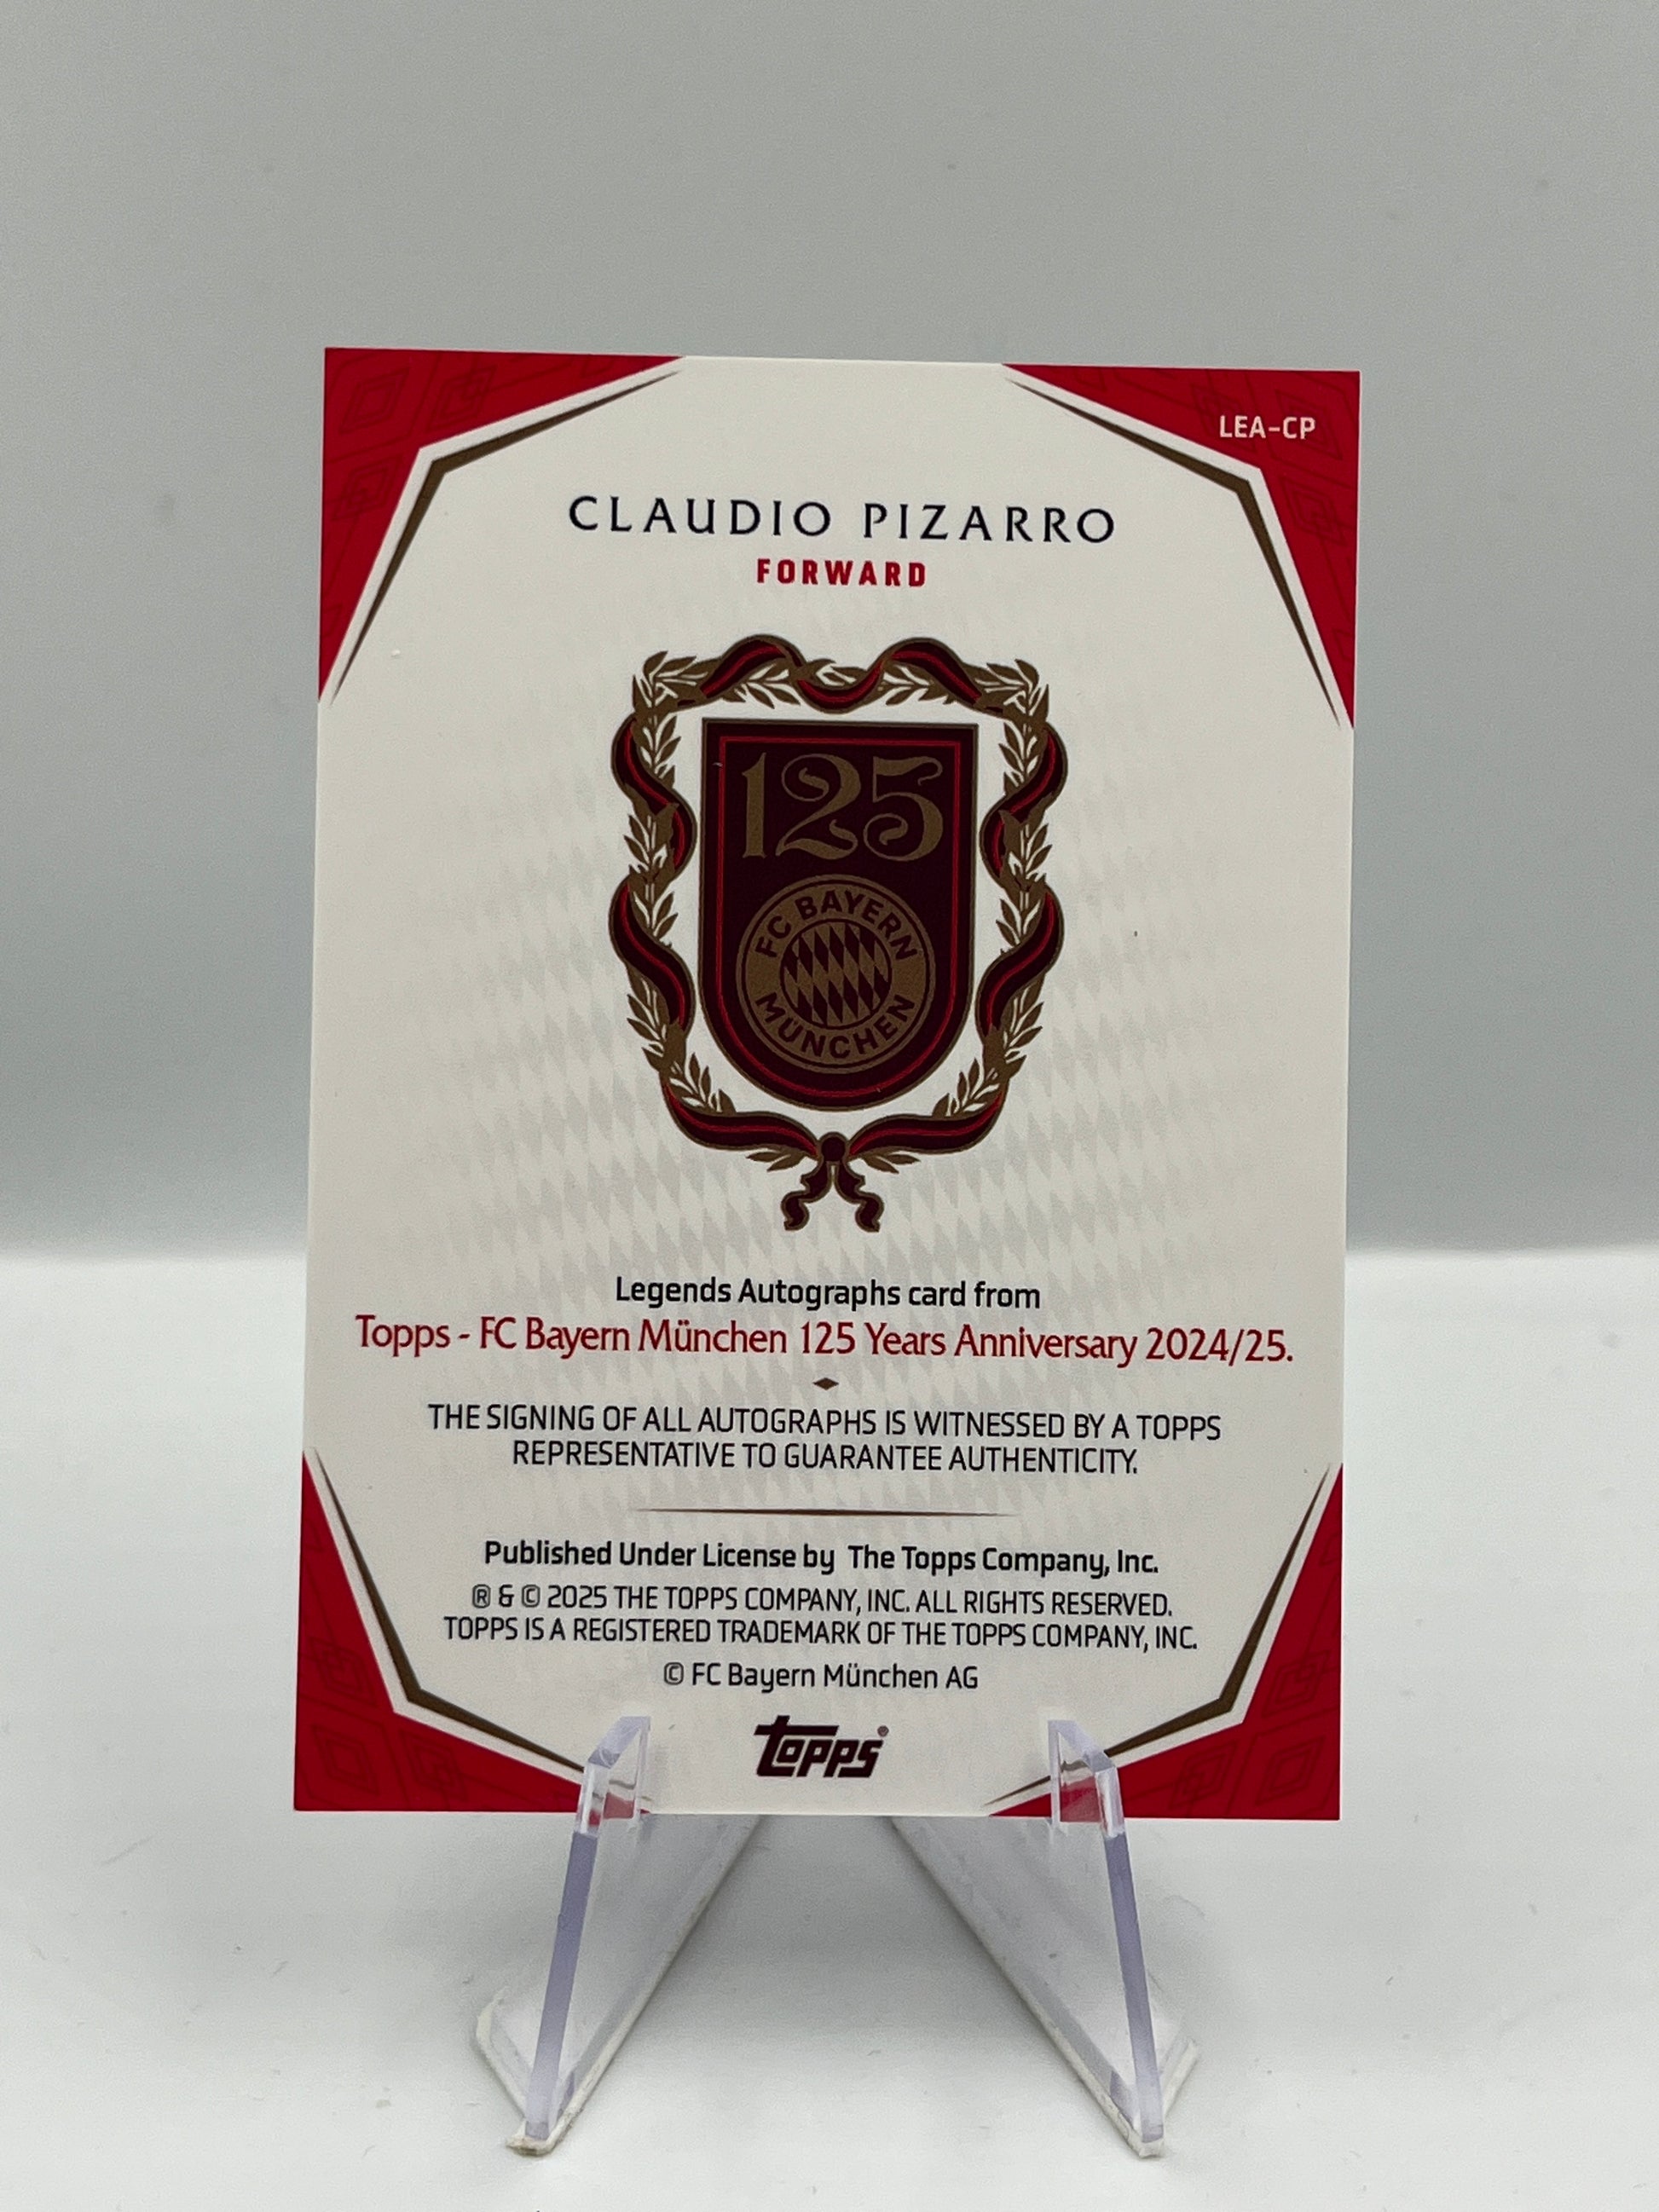 LEA-CP
CLAUDIO PIZARRO
FORWARD
125
FC BAYERN
MÜNCHEN
Legends Autographs card from
Topps - FC Bayern München 125 Years Anniversary 2024/25.
THE SIGNING OF ALL AUTOGRAPHS IS WITNESSED BY A TOPPS
REPRESENTATIVE TO GUARANTEE AUTHENTICITY.
Published Under License by The Topps Company, Inc.
® & © 2025 THE TOPPS COMPANY, INC. ALL RIGHTS RESERVED.
TOPPS IS A REGISTERED TRADEMARK OF THE TOPPS COMPANY, INC.
© FC Bayern München AG
topps®